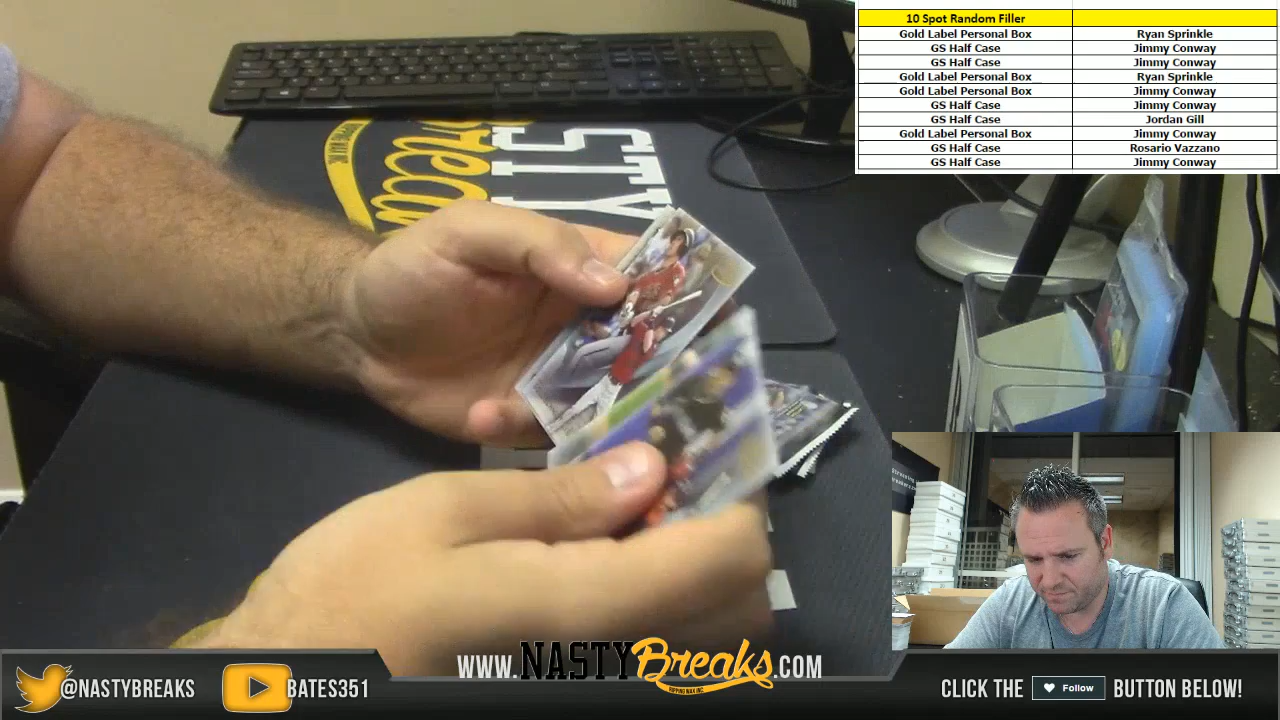 10 Spot Random Filler
Gold Label Personal Box Ryan Sprinkle
GS Half Case Jimmy Conway
GS Half Case Jimmy Conway
Gold Label Personal Box Ryan Sprinkle
Gold Label Personal Box Jimmy Conway
GS Half Case Jimmy Conway
GS Half Case Jordan Gill
Gold Label Personal Box Jimmy Conway
GS Half Case Rosario Vazzano
GS Half Case Jimmy Conway
@NASTYBREAKS
BATES351
WWW.NASTYBreaks.COM
RIPPING WAX INC.
CLICK THE Follow BUTTON BELOW!